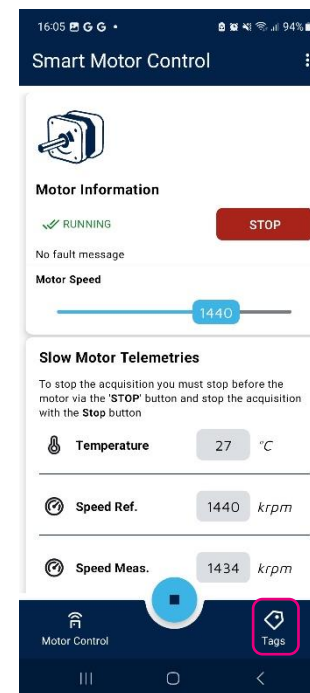 16:05 G G •
94%
Smart Motor Control
Motor Information
RUNNING
STOP
No fault message
Motor Speed
1440
Slow Motor Telemetries
To stop the acquisition you must stop before the
motor via the 'STOP' button and stop the acquisition
with the Stop button
Temperature 27 °C
Speed Ref. 1440 krpm
Speed Meas. 1434 krpm
Motor Control
Tags